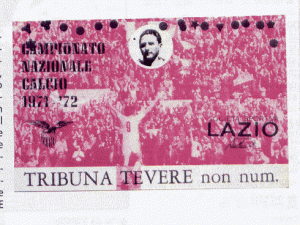 CAMPIONATO
NAZIONALE
CALCIO
1971-'72
LAZIO
TRIBUNA TEVERE non num.